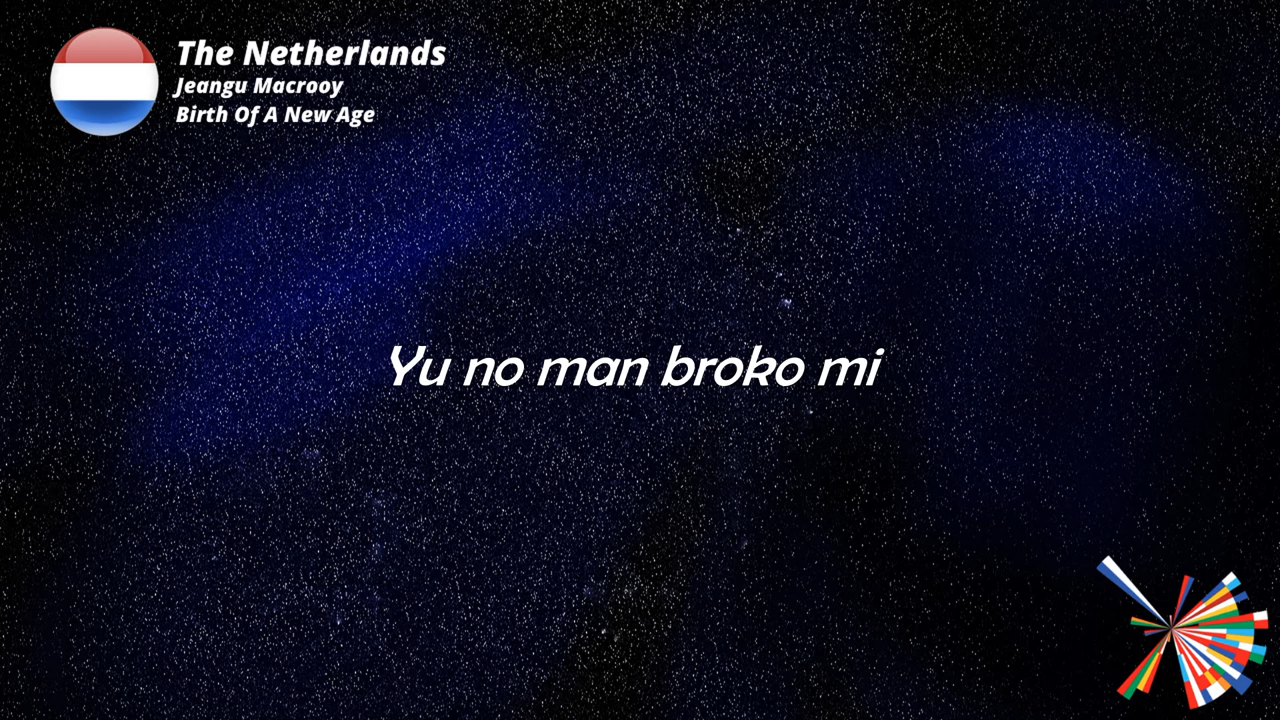 The Netherlands
Jeangu Macrooy
Birth Of A New Age
Yu no man broko mi